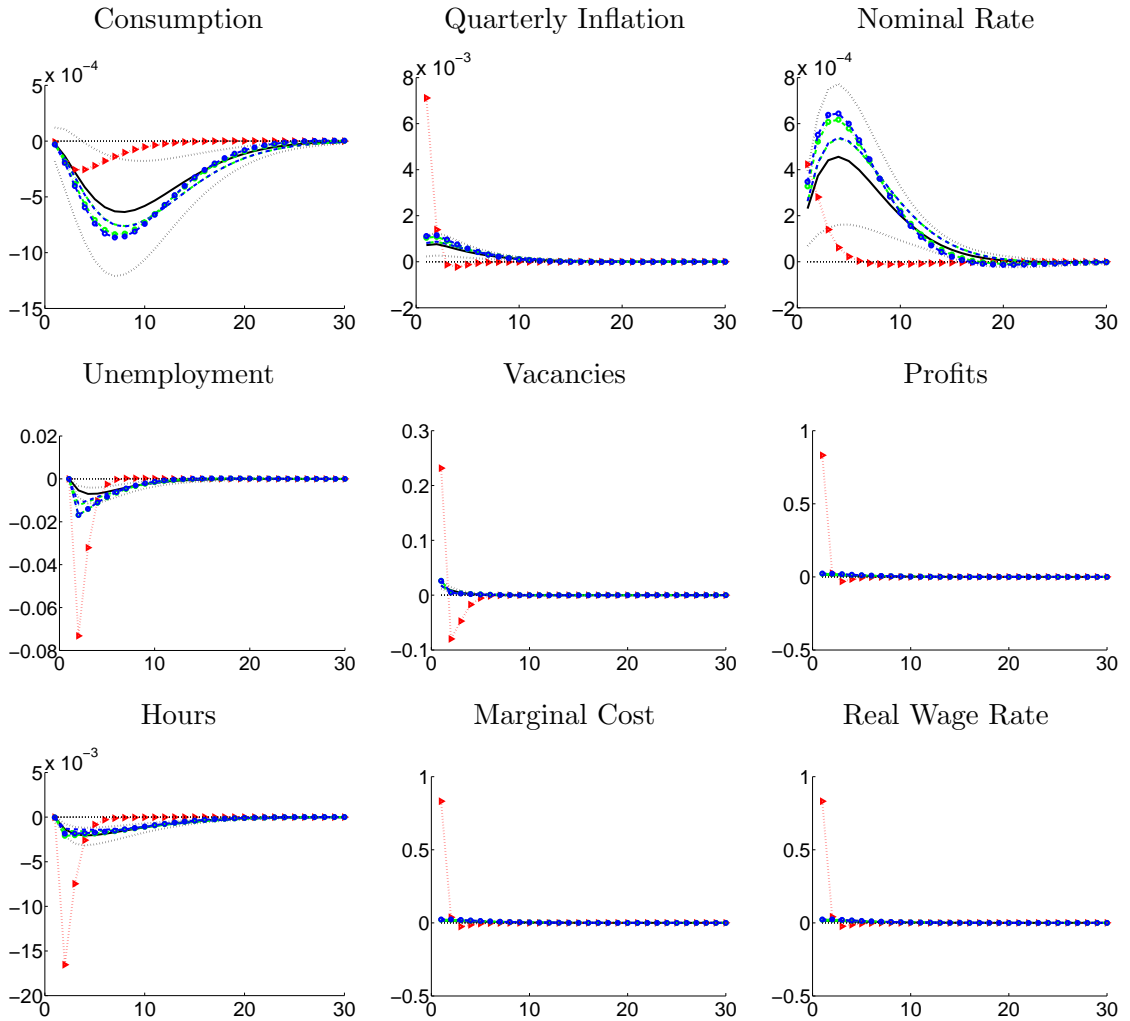 Consumption
Quarterly Inflation
Nominal Rate
x 10⁻⁴
5
0
−5
−10
−15
0 10 20 30
x 10⁻³
8
6
4
2
0
−2
0 10 20 30
x 10⁻⁴
8
6
4
2
0
−2
0 10 20 30
Unemployment
Vacancies
Profits
0.02
0
−0.02
−0.04
−0.06
−0.08
0 10 20 30
0.3
0.2
0.1
0
−0.1
0 10 20 30
1
0.5
0
−0.5
0 10 20 30
Hours
Marginal Cost
Real Wage Rate
x 10⁻³
5
0
−5
−10
−15
−20
0 10 20 30
1
0.5
0
−0.5
0 10 20 30
1
0.5
0
−0.5
0 10 20 30